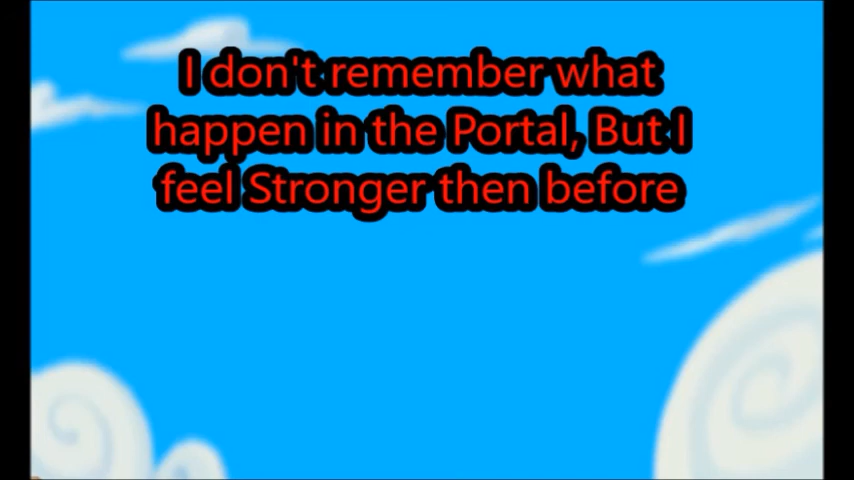 I don't remember what
happen in the Portal, But I
feel Stronger then before